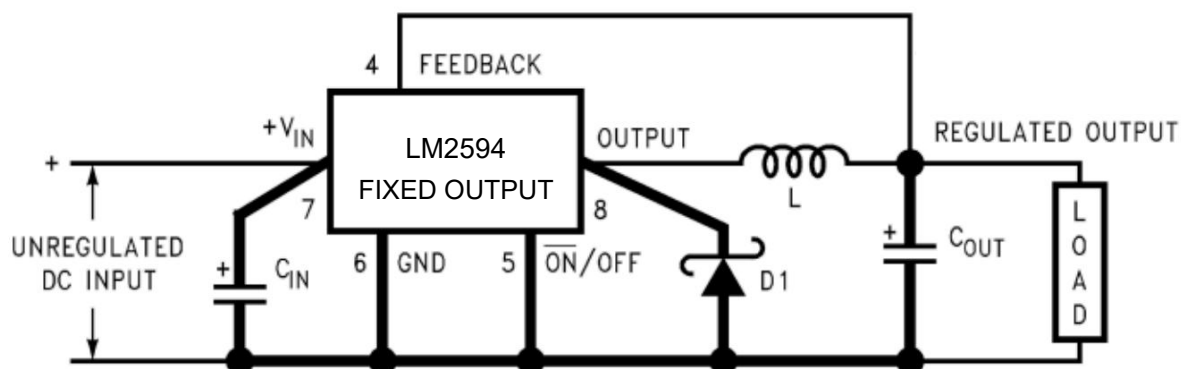 4 FEEDBACK
+VIN
LM2594
FIXED OUTPUT
OUTPUT
REGULATED OUTPUT
+
7
8
L
UNREGULATED
DC INPUT
+
CIN
6 GND
5 ON/OFF
D1
+
COUT
LOAD